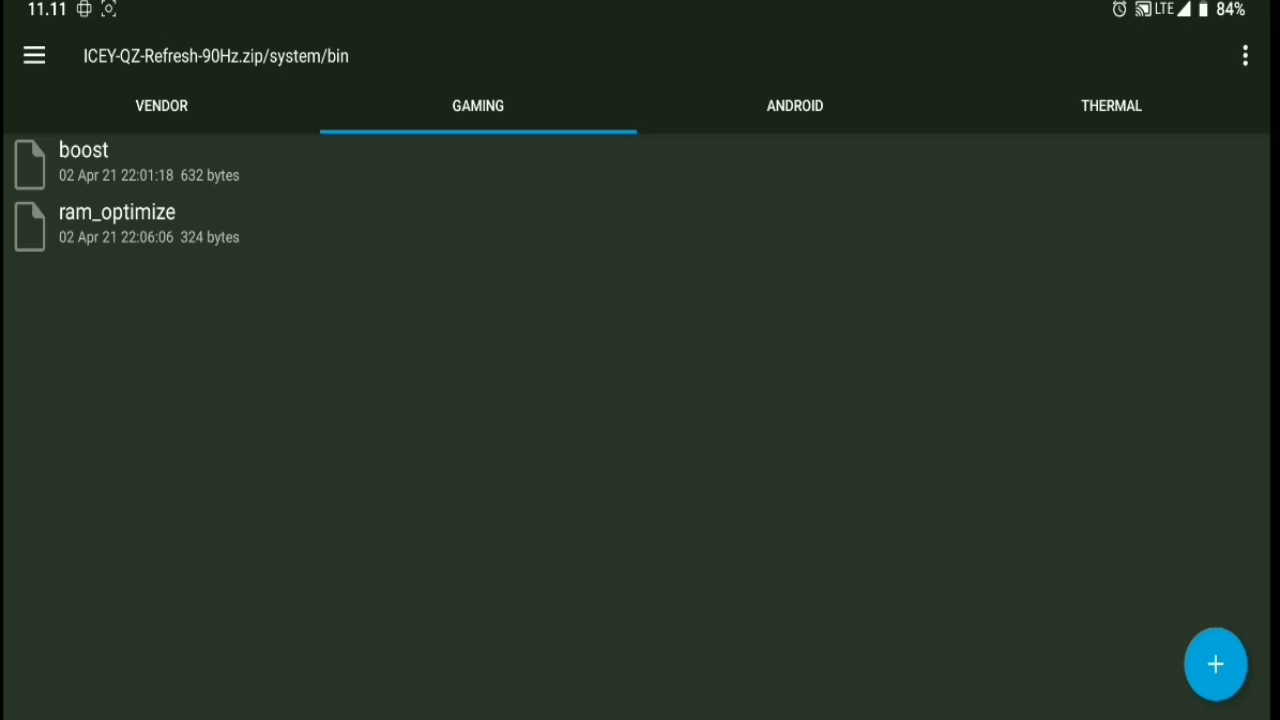 11.11 LTE 84%
ICEY-QZ-Refresh-90Hz.zip/system/bin
VENDOR GAMING ANDROID THERMAL
boost
02 Apr 21 22:01:18 632 bytes
ram_optimize
02 Apr 21 22:06:06 324 bytes